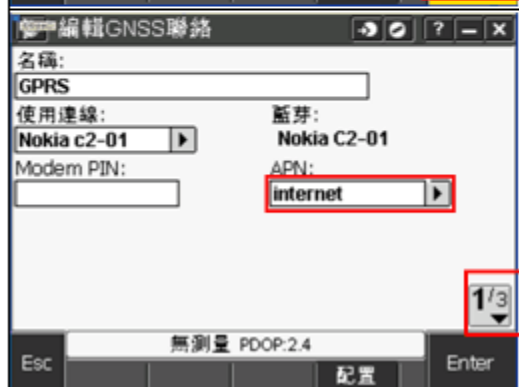 編輯GNSS聯絡
? – x
名稱:
GPRS
使用連線: 藍芽:
Nokia c2-01 Nokia C2-01
Modem PIN: APN:
internet
1/3
無測量 PDOP:2.4
Esc 配置 Enter